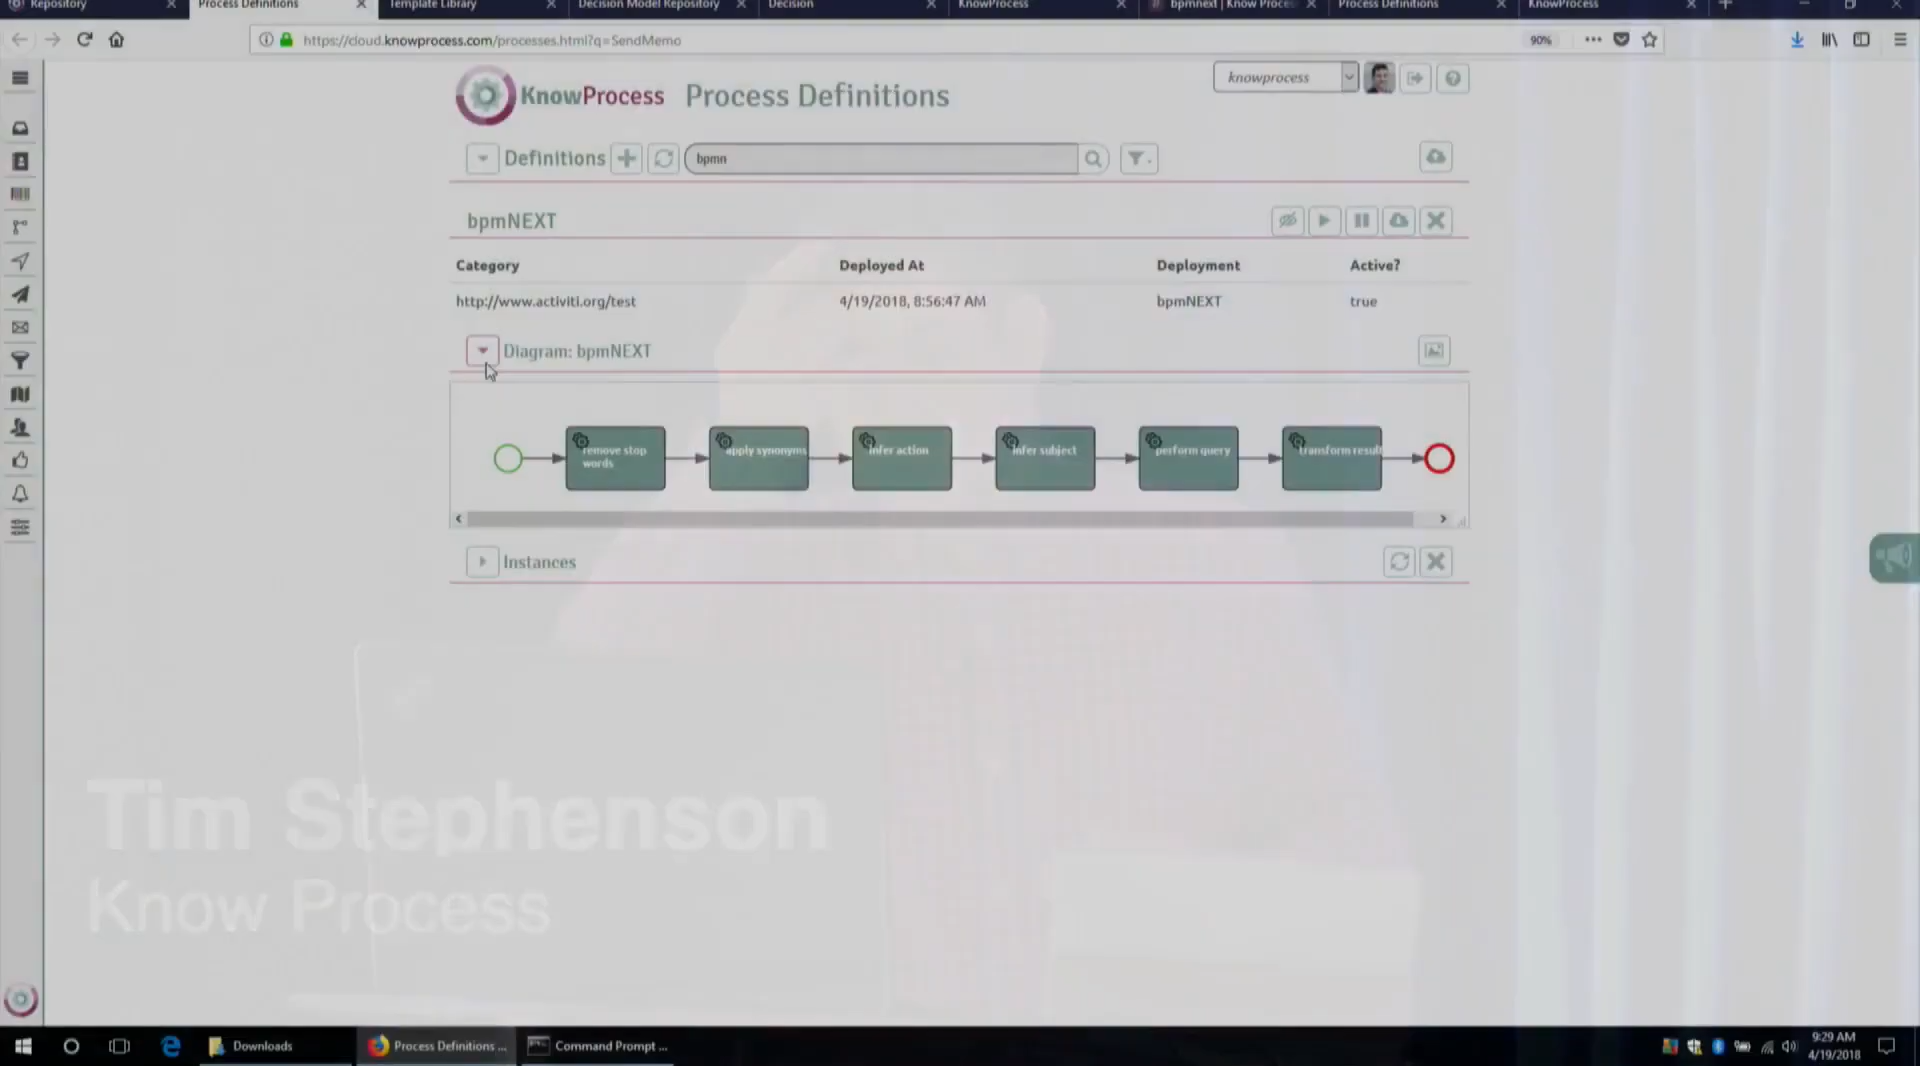 Repository
Process Definitions
Template Library
Decision Model Repository
Decision
KnowProcess
bpmnext | Know Proces
Process Definitions
KnowProcess
https://cloud.knowprocess.com/processes.html?q=SendMemo
90%
KnowProcess
Process Definitions
knowprocess
Definitions
bpmn
bpmNEXT
Category
Deployed At
Deployment
Active?
http://www.activiti.org/test
4/19/2018, 8:56:47 AM
bpmNEXT
true
Diagram: bpmNEXT
remove stop
words
apply synonyms
infer action
infer subject
perform query
transform result
Instances
Tim Stephenson
Know Process
Downloads
Process Definitions ...
Command Prompt ...
9:29 AM
4/19/2018